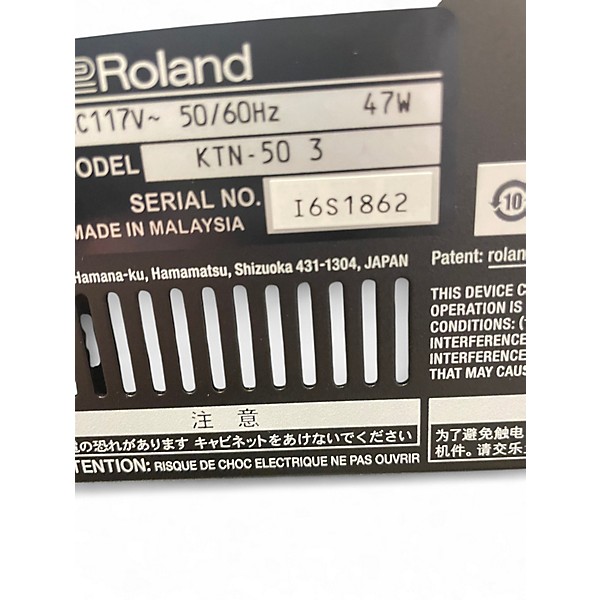 Roland
C117V~ 50/60Hz 47W
ODEL KTN-50 3
SERIAL NO. I6S1862
MADE IN MALAYSIA
10
Hamana-ku, Hamamatsu, Shizuoka 431-1304, JAPAN
Patent: rolan
THIS DEVICE C
OPERATION IS
CONDITIONS: (
INTERFERENCE
INTERFERENCE
THAT MAY CAUS
注 意
の恐れがあります キャビネットをあけないでください
TTENTION: RISQUE DE CHOC ELECTRIQUE NE PAS OUVRIR
为了避免触电
机件。请交乐